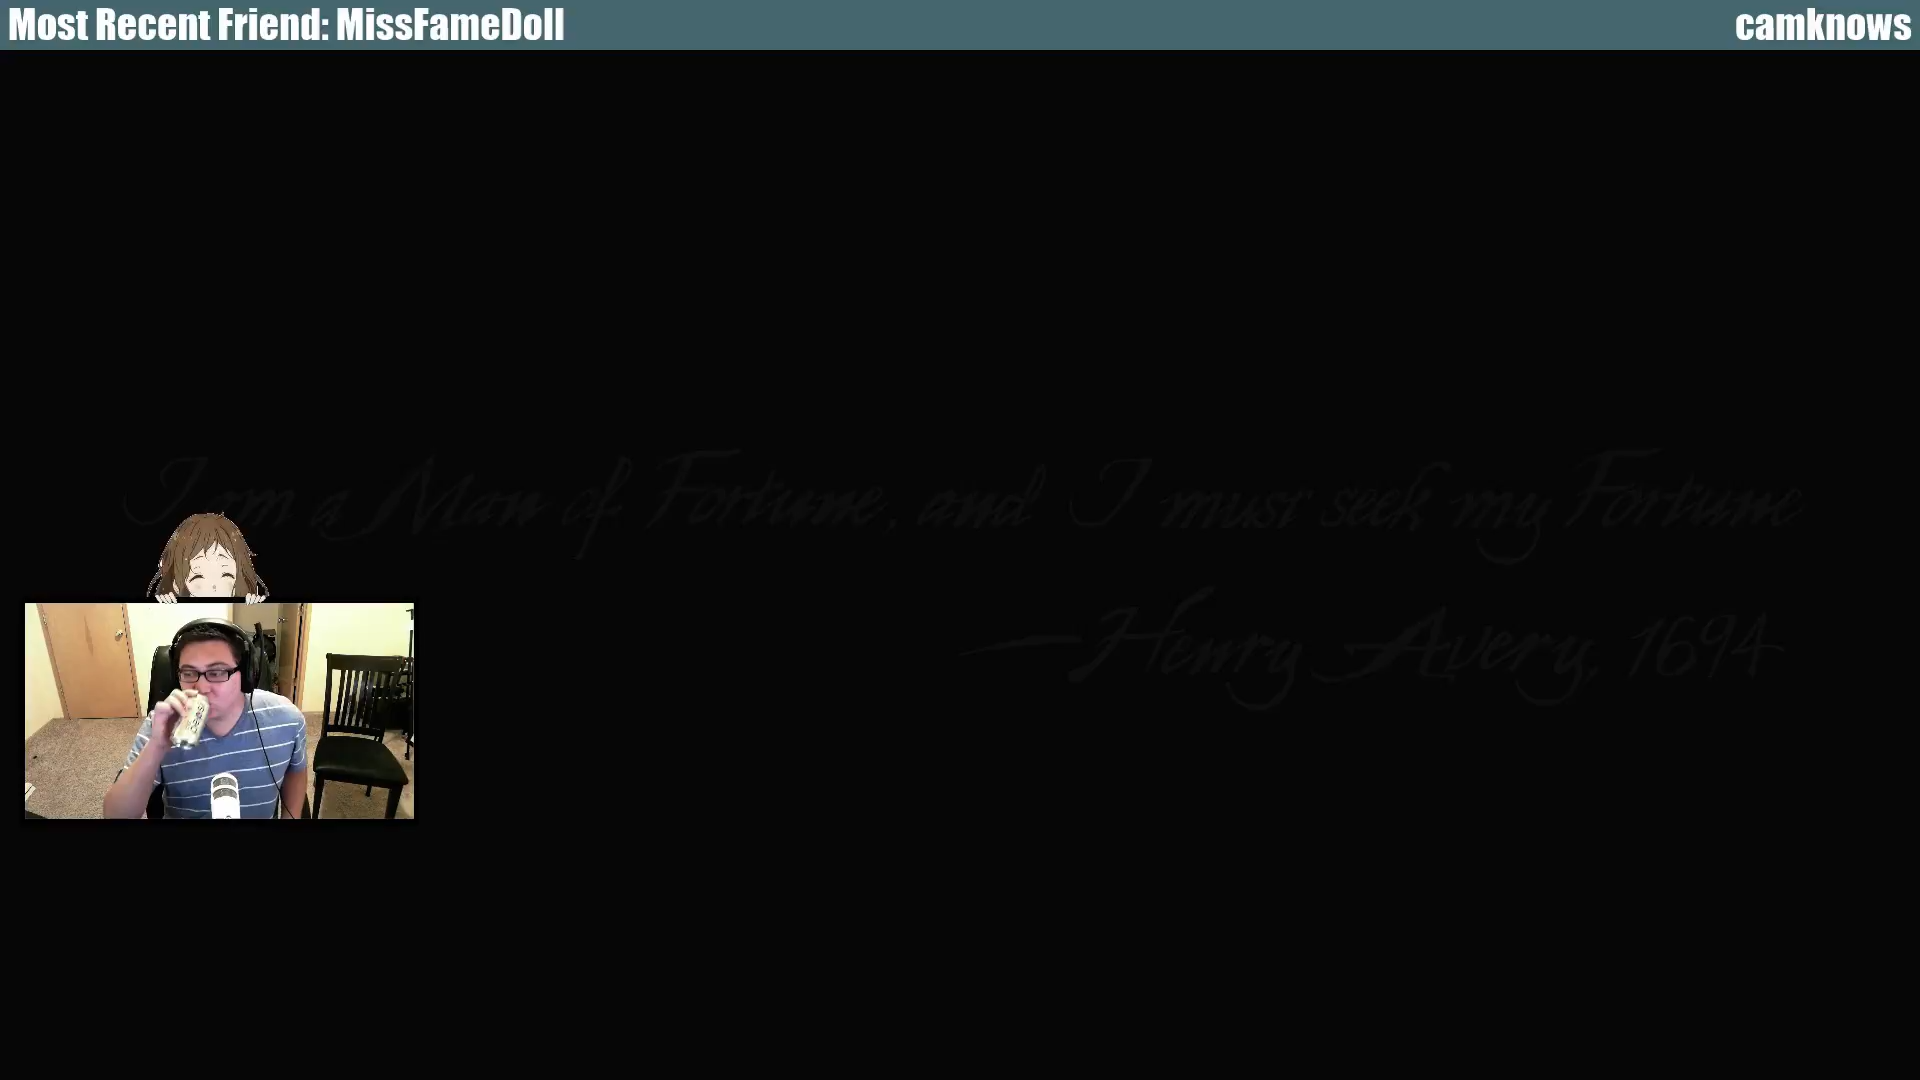 Most Recent Friend: MissFameDoll
camknows
I am a Man of Fortune, and I must seek my Fortune
—Henry Avery, 1694